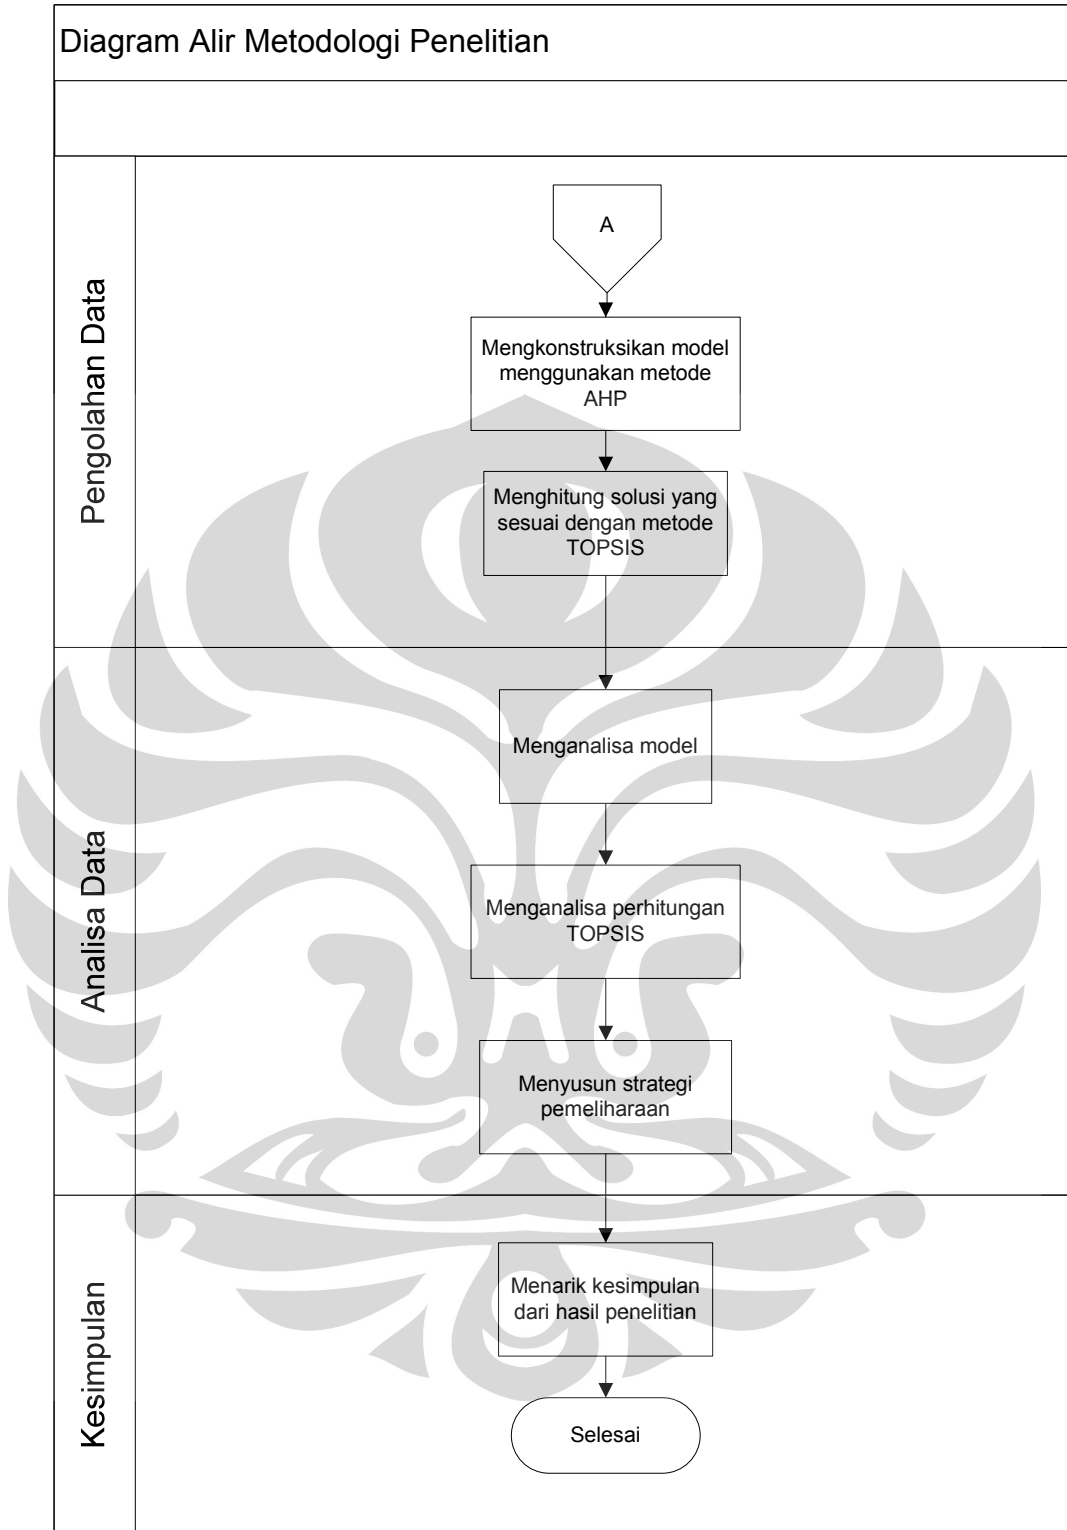 Diagram Alir Metodologi Penelitian
Pengolahan Data
A
Mengkonstruksikan model
menggunakan metode
AHP
Menghitung solusi yang
sesuai dengan metode
TOPSIS
Analisa Data
Menganalisa model
Menganalisa perhitungan
TOPSIS
Menyusun strategi
pemeliharaan
Kesimpulan
Menarik kesimpulan
dari hasil penelitian
Selesai